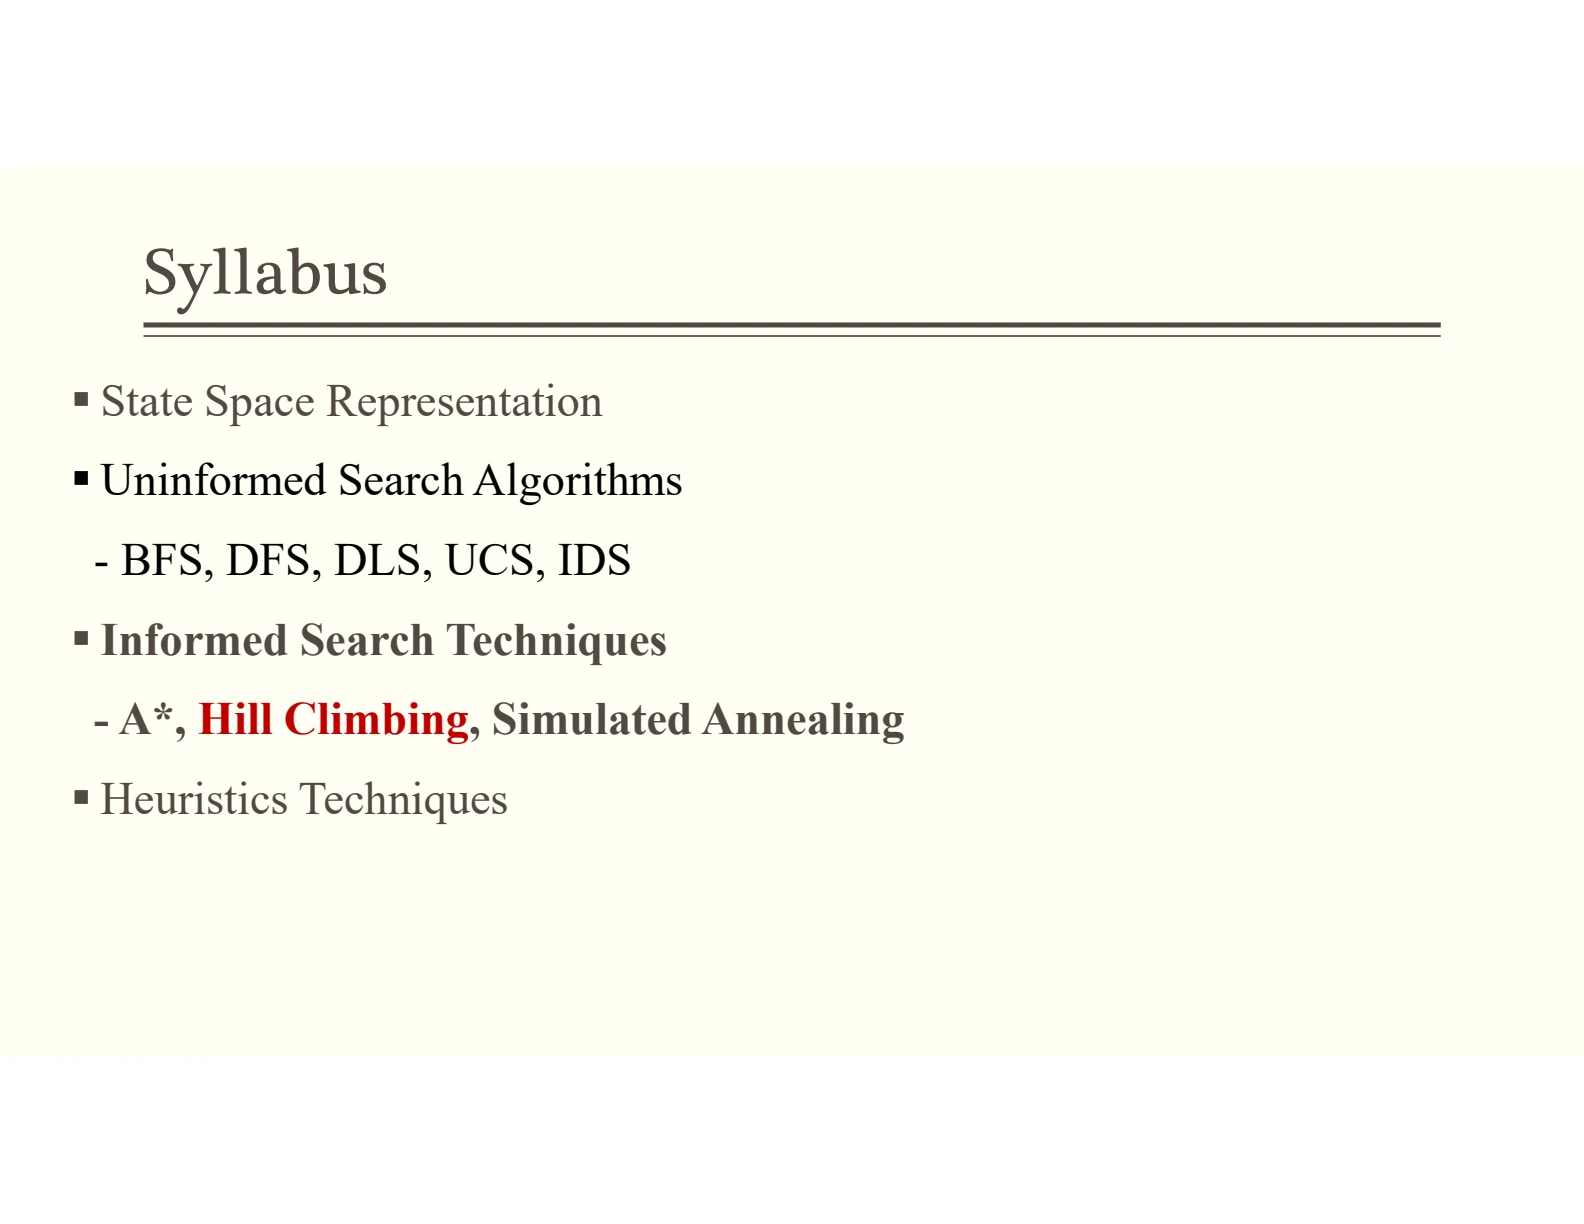 Syllabus
▪ State Space Representation
▪ Uninformed Search Algorithms
- BFS, DFS, DLS, UCS, IDS
▪ Informed Search Techniques
- A*, Hill Climbing, Simulated Annealing
▪ Heuristics Techniques